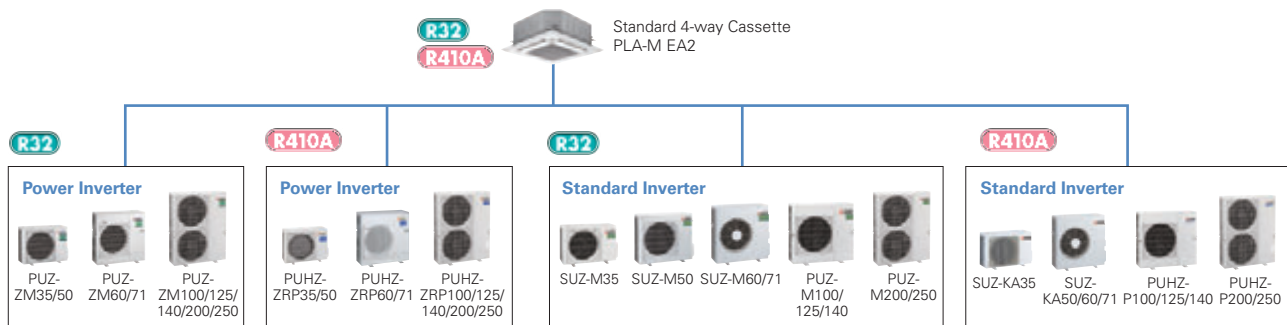 R32
R410A
Standard 4-way Cassette
PLA-M EA2
R32
Power Inverter
PUZ-
ZM35/50
PUZ-
ZM60/71
PUZ-
ZM100/125/
140/200/250
R410A
Power Inverter
PUHZ-
ZRP35/50
PUHZ-
ZRP60/71
PUHZ-
ZRP100/125/
140/200/250
R32
Standard Inverter
SUZ-M35
SUZ-M50
SUZ-M60/71
PUZ-
M100/
125/140
PUZ-
M200/250
R410A
Standard Inverter
SUZ-KA35
SUZ-
KA50/60/71
PUHZ-
P100/125/140
PUHZ-
P200/250